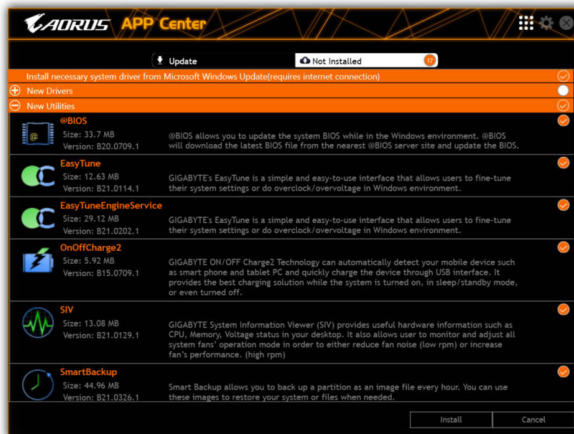 AORUS APP Center
Update
Not Installed
17
Install necessary system driver from Microsoft Windows Update(requires internet connection)
New Drivers
New Utilities
@BIOS
Size: 33.7 MB
Version: B20.0709.1
@BIOS allows you to update the system BIOS while in the Windows environment. @BIOS
will download the latest BIOS file from the nearest @BIOS server site and update the BIOS.
EasyTune
Size: 12.63 MB
Version: B21.0114.1
GIGABYTE's EasyTune is a simple and easy-to-use interface that allows users to fine-tune
their system settings or do overclock/overvoltage in Windows environment.
EasyTuneEngineService
Size: 29.12 MB
Version: B21.0202.1
GIGABYTE's EasyTune is a simple and easy-to-use interface that allows users to fine-tune
their system settings or do overclock/overvoltage in Windows environment.
OnOffCharge2
Size: 5.92 MB
Version: B15.0709.1
GIGABYTE ON/OFF Charge2 Technology can automatically detect your mobile device such
as smart phone and tablet PC and quickly charge the device through USB interface. It
provides the best charging solution while the system is turned on, in sleep/standby mode,
or even turned off.
SIV
Size: 13.08 MB
Version: B21.0129.1
GIGABYTE System Information Viewer (SIV) provides useful hardware information such as
CPU, Memory, Voltage status in your desktop. It also allows user to monitor and adjust all
system fans' operation mode in order to either reduce fan noise (low rpm) or increase
fan's performance. (high rpm)
SmartBackup
Size: 44.96 MB
Version: B21.0326.1
Smart Backup allows you to back up a partition as an image file every hour. You can use
these images to restore your system or files when needed.
Install
Cancel